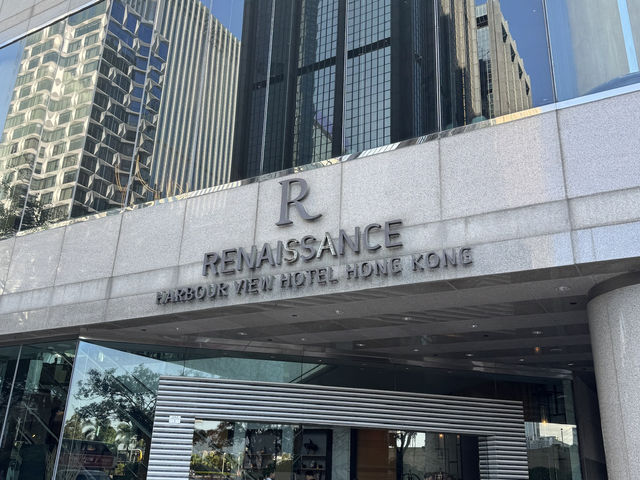 R
RENAISSANCE
HARBOUR VIEW HOTEL HONG KONG